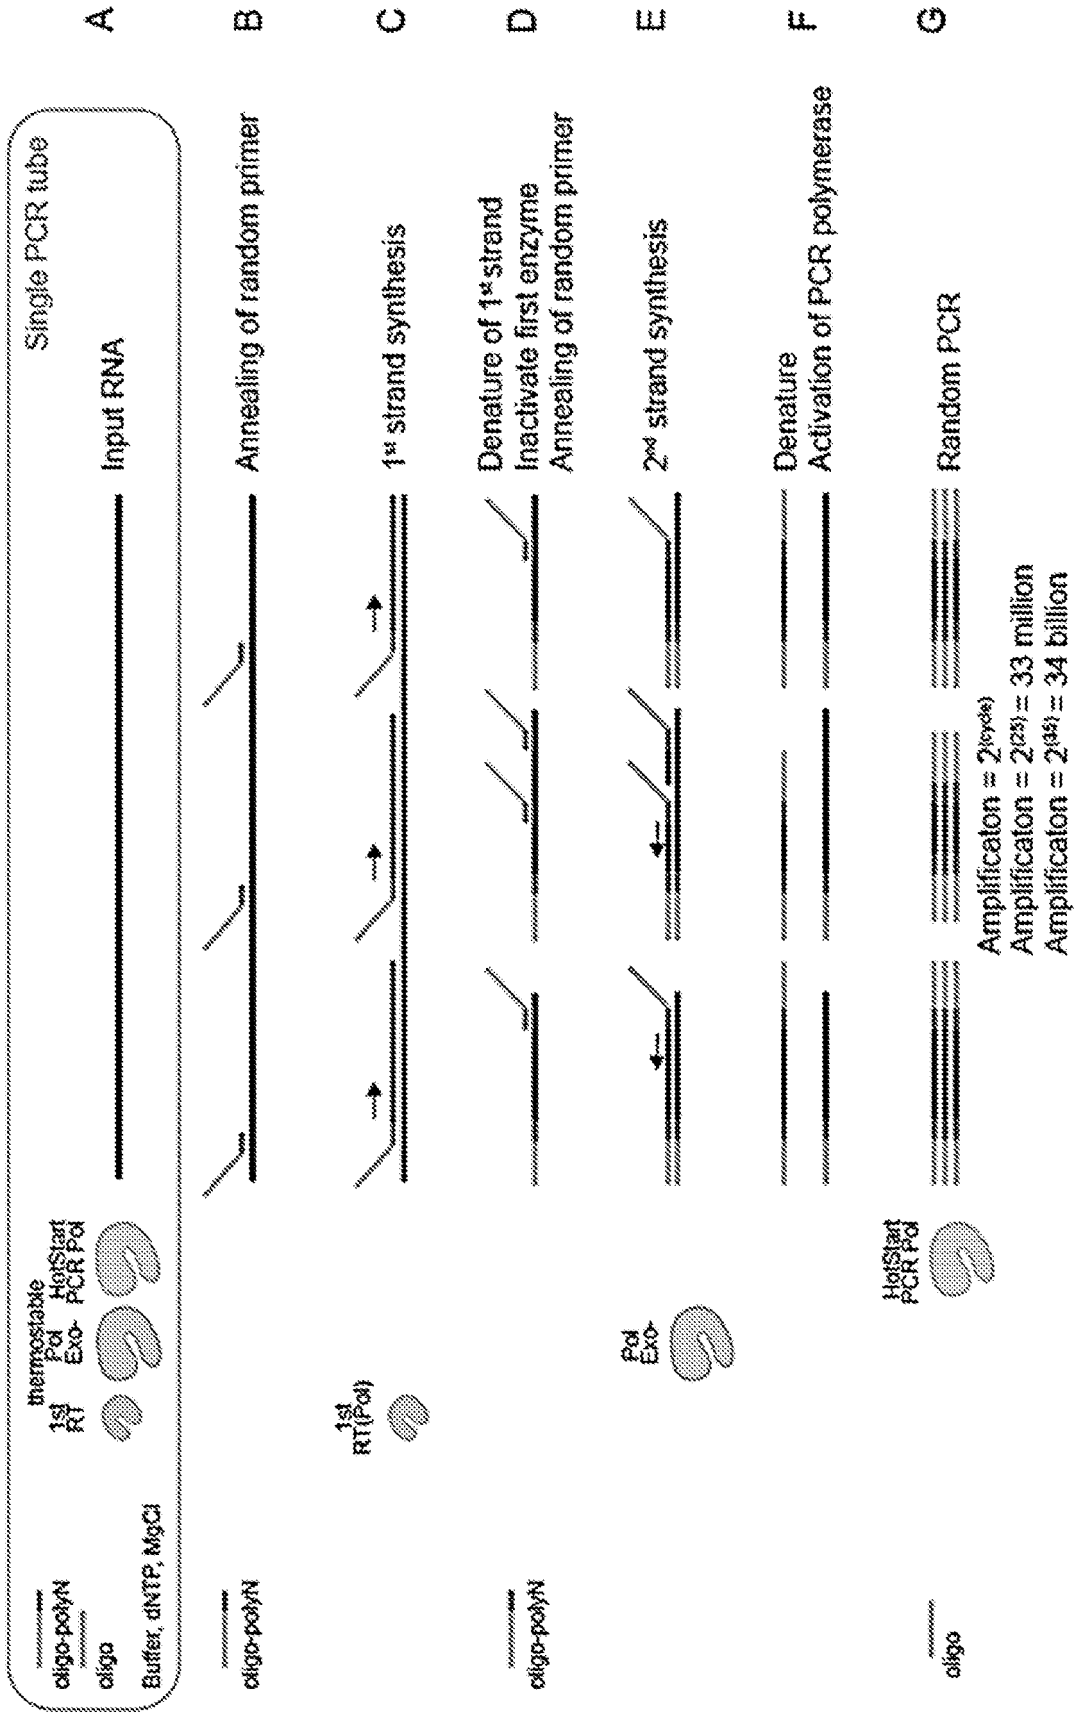 Single PCR tube
A
thermostable
1st
RT
Pol
Exo-
HotStart
PCR Pol
oligo-polyN
oligo
Buffer, dNTP, MgCl
Input RNA
B
oligo-polyN
Annealing of random primer
C
1st
RT(Pol)
1st strand synthesis
D
oligo-polyN
Denature of 1st strand
Inactivate first enzyme
Annealing of random primer
E
Pol
Exo-
2nd strand synthesis
F
Denature
Activation of PCR polymerase
G
oligo
HotStart
PCR Pol
Random PCR
Amplificaton = 2(cycle)
Amplificaton = 2(25) = 33 million
Amplificaton = 2(35) = 34 billion